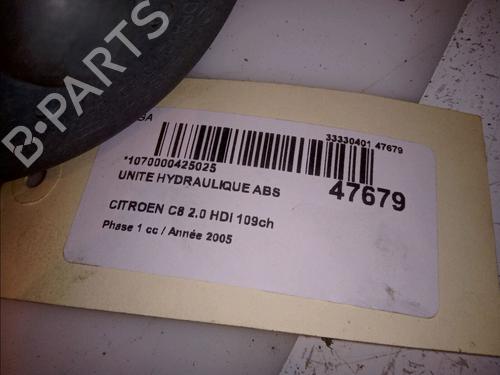 B-PARTS
33330401 47679
*1070000425025
UNITE HYDRAULIQUE ABS
47679
CITROEN C8 2.0 HDI 109ch
Phase 1 cc / Année 2005